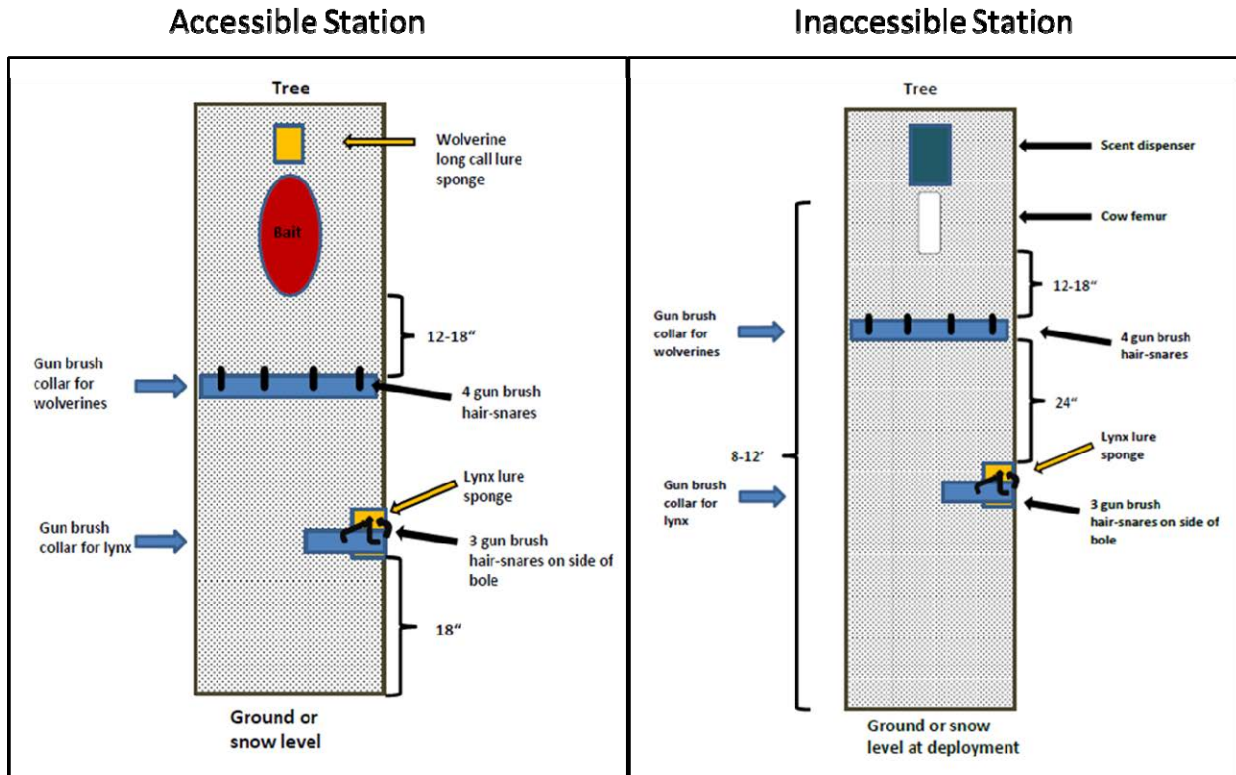 Accessible Station
Tree
Wolverine
long call lure
sponge
Bait
12-18“
Gun brush
collar for
wolverines
4 gun brush
hair-snares
Lynx lure
sponge
Gun brush
collar for lynx
3 gun brush
hair-snares on side of
bole
18“
Ground or
snow level
Inaccessible Station
Tree
Scent dispenser
Cow femur
12-18“
Gun brush
collar for
wolverines
4 gun brush
hair-snares
24“
8-12′
Lynx lure
sponge
Gun brush
collar for
lynx
3 gun brush
hair-snares on side of
bole
Ground or snow
level at deployment